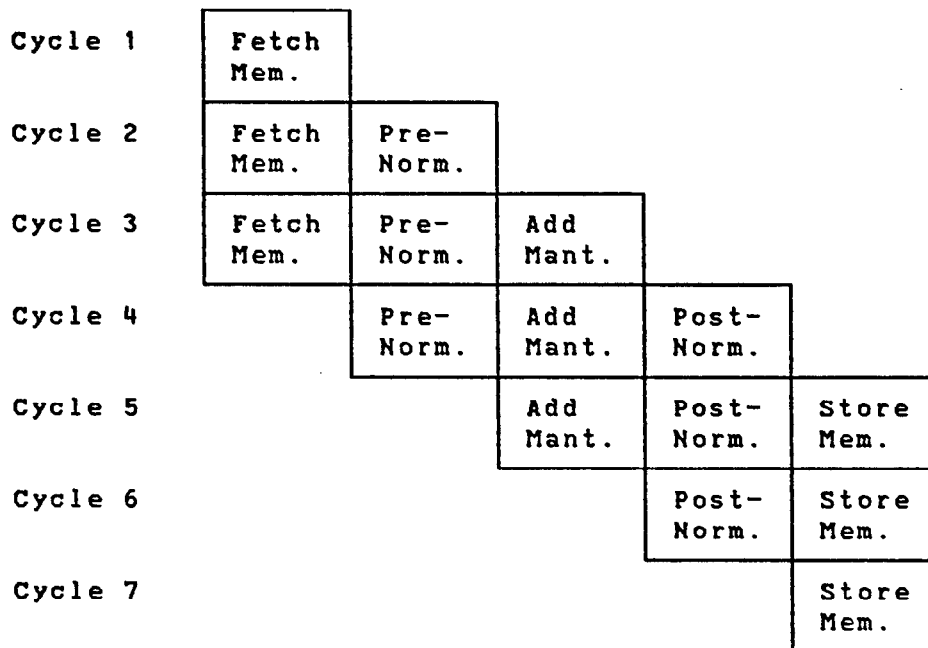 Cycle 1 Fetch
Mem.
Cycle 2 Fetch Pre-
Mem. Norm.
Cycle 3 Fetch Pre- Add
Mem. Norm. Mant.
Cycle 4 Pre- Add Post-
Norm. Mant. Norm.
Cycle 5 Add Post- Store
Mant. Norm. Mem.
Cycle 6 Post- Store
Norm. Mem.
Cycle 7 Store
Mem.